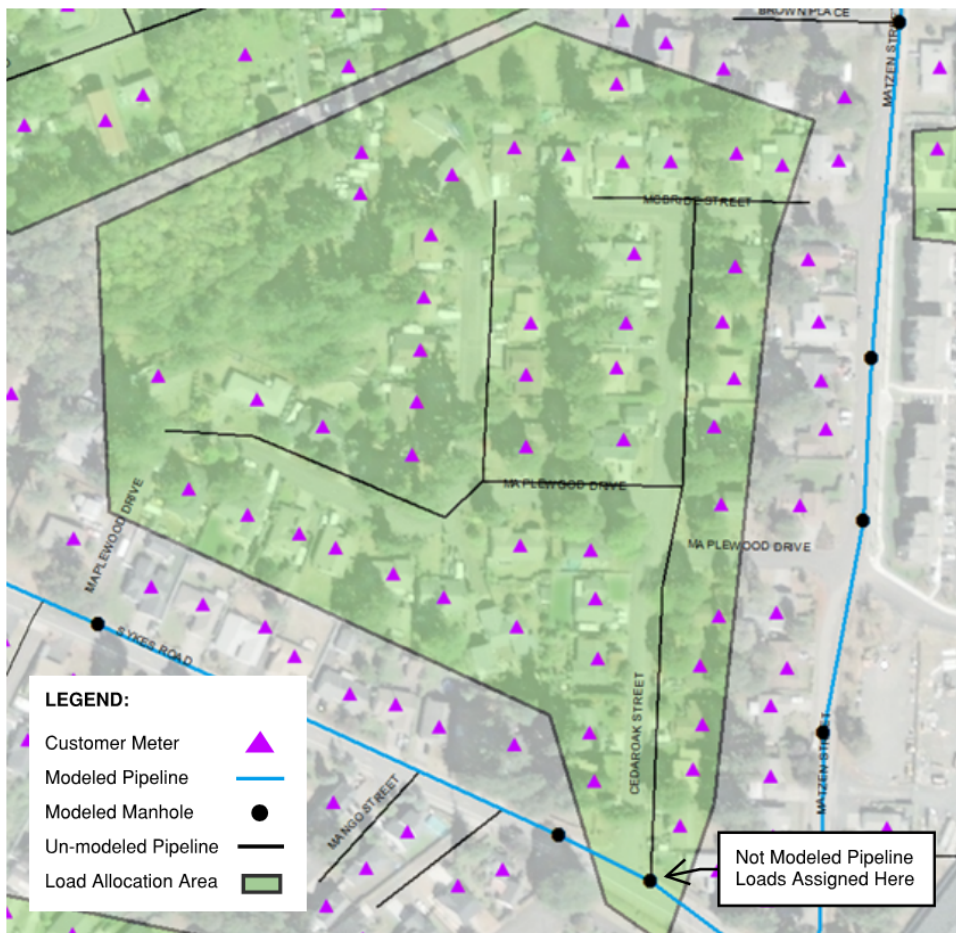 BROWN PLACE
MATZEN STREET
MCBRIDE STREET
MAPLEWOOD DRIVE
MAPLEWOOD DRIVE
MAPLEWOOD DRIVE
SYKES ROAD
CEDAROAK STREET
MATZEN STREET
MANGO STREET
LEGEND:
Customer Meter
Modeled Pipeline
Modeled Manhole
Un-modeled Pipeline
Load Allocation Area
Not Modeled Pipeline
Loads Assigned Here